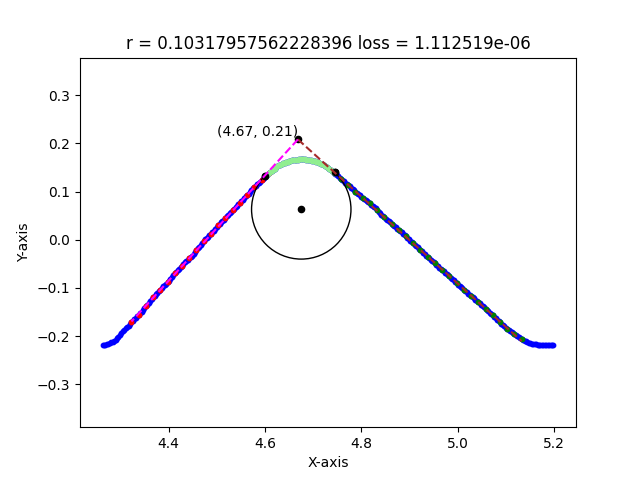 r = 0.10317957562228396 loss = 1.112519e-06
(4.67, 0.21)
Y-axis
0.3
0.2
0.1
0.0
−0.1
−0.2
−0.3
4.4 4.6 4.8 5.0 5.2
X-axis